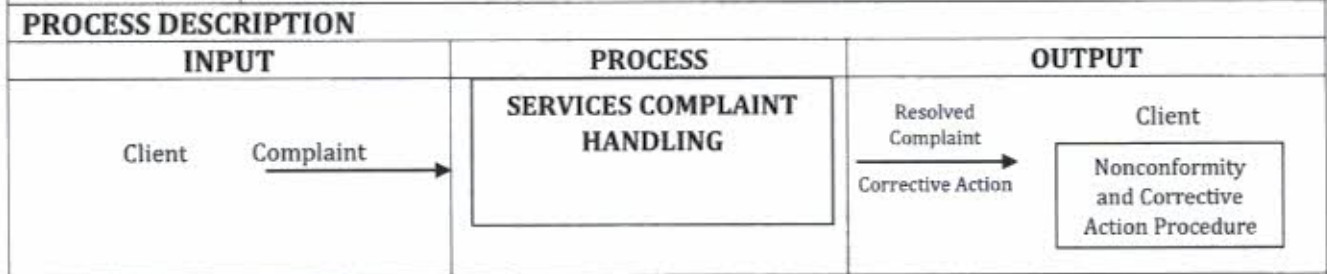 PROCESS DESCRIPTION
INPUT
PROCESS
OUTPUT
Client
Complaint
SERVICES COMPLAINT
HANDLING
Resolved
Complaint
Corrective Action
Client
Nonconformity
and Corrective
Action Procedure